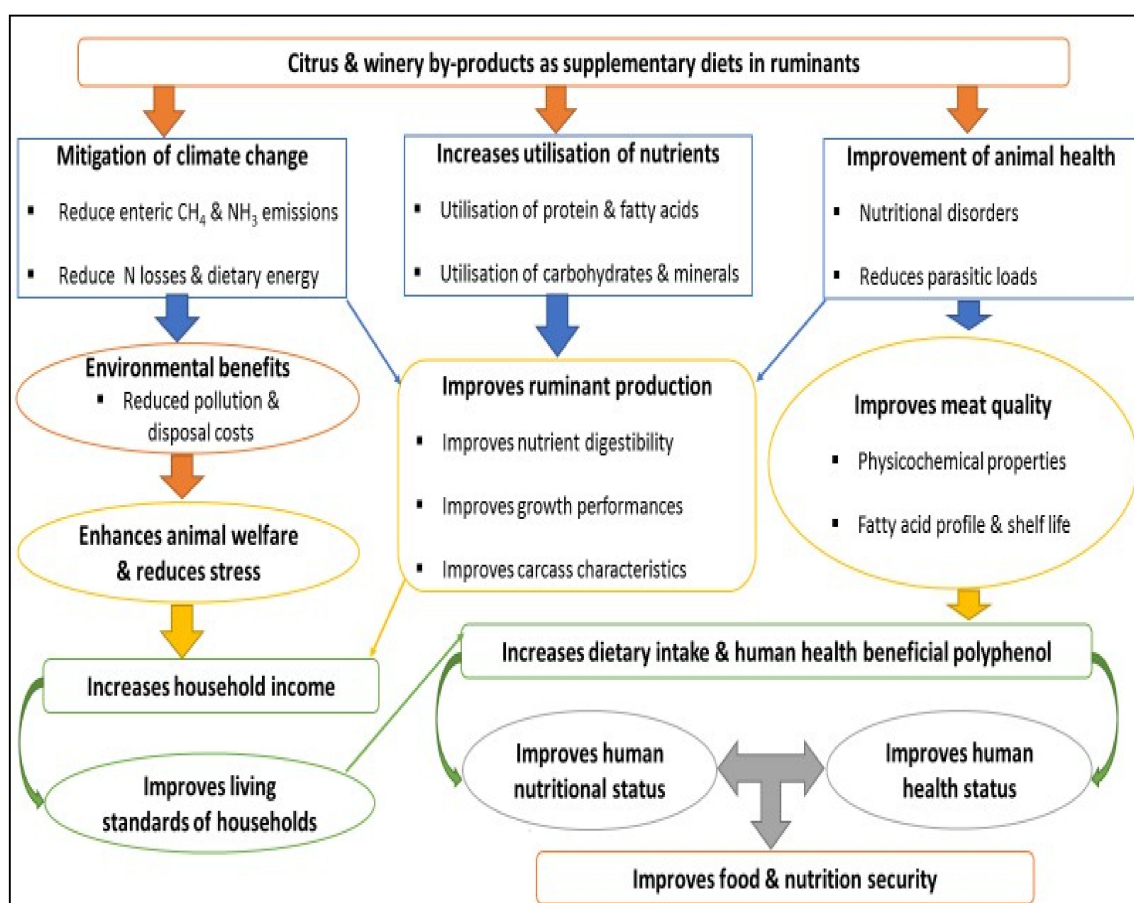 Citrus & winery by-products as supplementary diets in ruminants
Mitigation of climate change
▪ Reduce enteric CH₄ & NH₃ emissions
▪ Reduce N losses & dietary energy
Increases utilisation of nutrients
▪ Utilisation of protein & fatty acids
▪ Utilisation of carbohydrates & minerals
Improvement of animal health
▪ Nutritional disorders
▪ Reduces parasitic loads
Environmental benefits
▪ Reduced pollution &
disposal costs
Improves ruminant production
▪ Improves nutrient digestibility
▪ Improves growth performances
▪ Improves carcass characteristics
Improves meat quality
▪ Physicochemical properties
▪ Fatty acid profile & shelf life
Enhances animal welfare
& reduces stress
Increases household income
Increases dietary intake & human health beneficial polyphenol
Improves living
standards of households
Improves human
nutritional status
Improves human
health status
Improves food & nutrition security